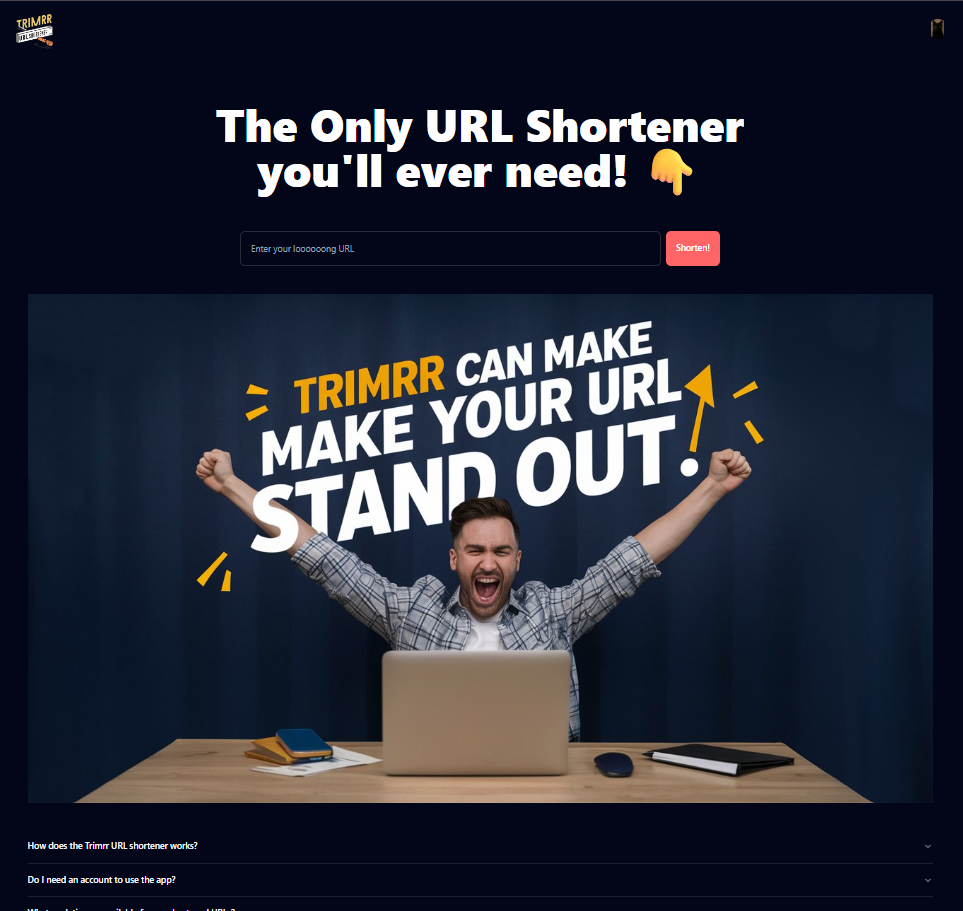 TRIMRR
URL SHORTENER
The Only URL Shortener
you'll ever need! 👇
Enter your loooooong URL
Shorten!
TRIMRR CAN MAKE
MAKE YOUR URL
STAND OUT.
How does the Trimrr URL shortener works?
Do I need an account to use the app?